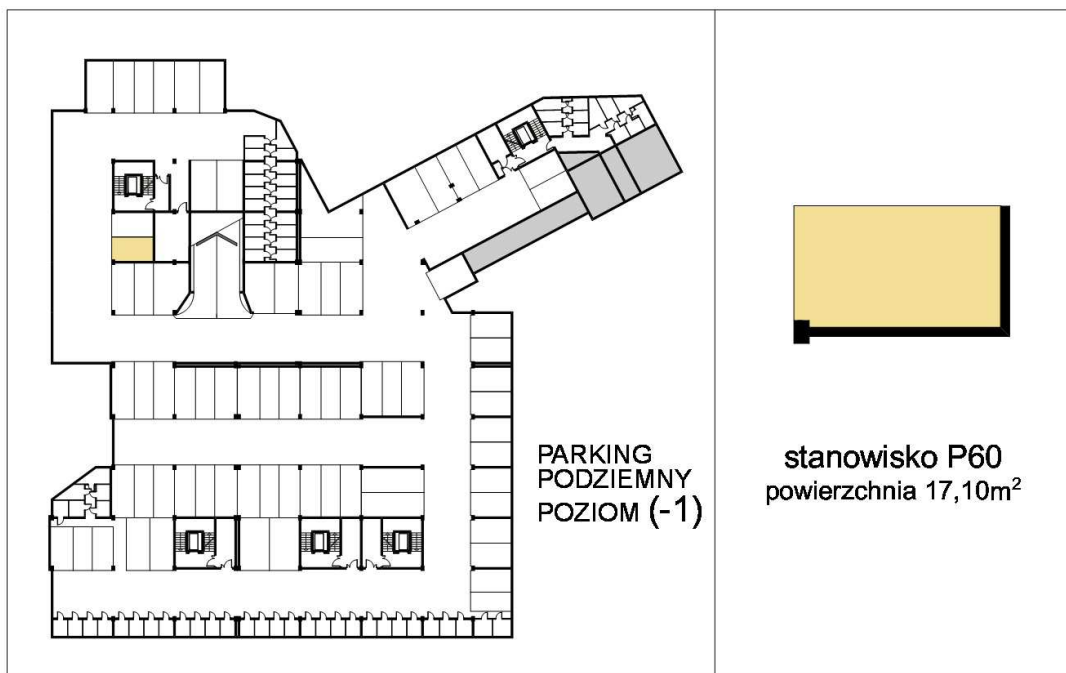 PARKING
PODZIEMNY
POZIOM (-1)
stanowisko P60
powierzchnia 17,10m²